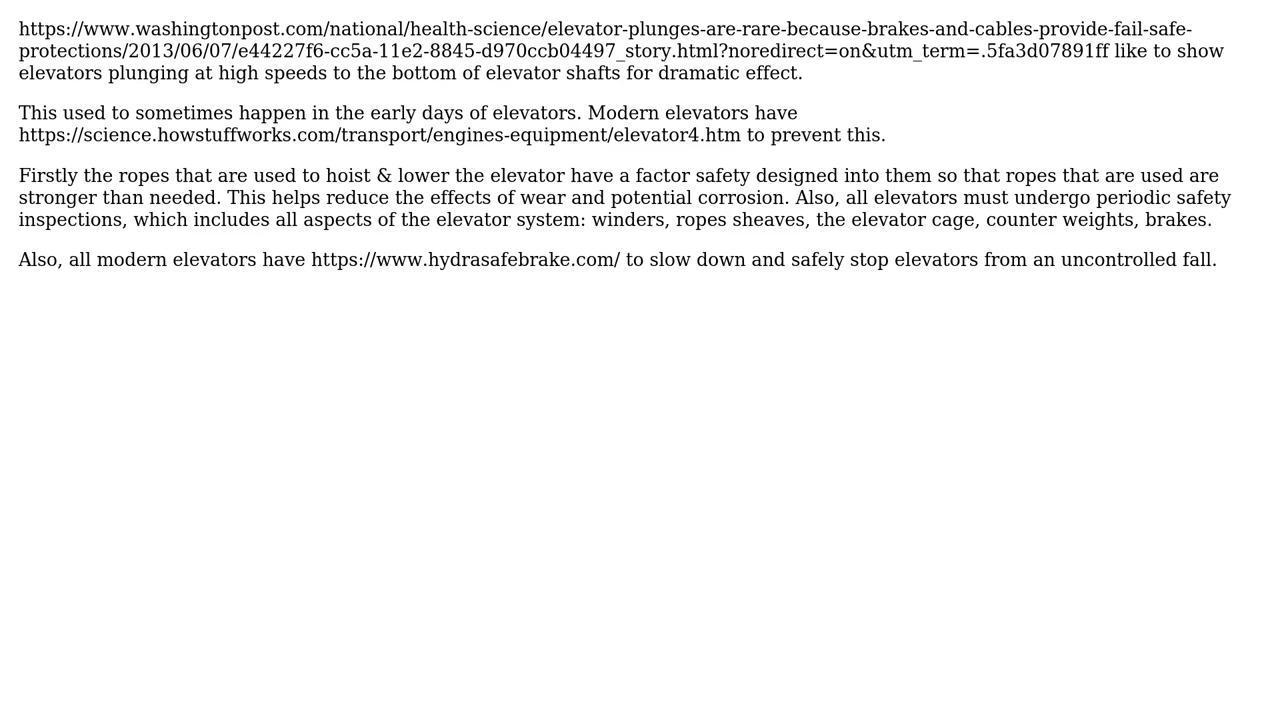 https://www.washingtonpost.com/national/health-science/elevator-plunges-are-rare-because-brakes-and-cables-provide-fail-safe-
protections/2013/06/07/e44227f6-cc5a-11e2-8845-d970ccb04497_story.html?noredirect=on&utm_term=.5fa3d07891ff like to show
elevators plunging at high speeds to the bottom of elevator shafts for dramatic effect.
This used to sometimes happen in the early days of elevators. Modern elevators have
https://science.howstuffworks.com/transport/engines-equipment/elevator4.htm to prevent this.
Firstly the ropes that are used to hoist & lower the elevator have a factor safety designed into them so that ropes that are used are
stronger than needed. This helps reduce the effects of wear and potential corrosion. Also, all elevators must undergo periodic safety
inspections, which includes all aspects of the elevator system: winders, ropes sheaves, the elevator cage, counter weights, brakes.
Also, all modern elevators have https://www.hydrasafebrake.com/ to slow down and safely stop elevators from an uncontrolled fall.